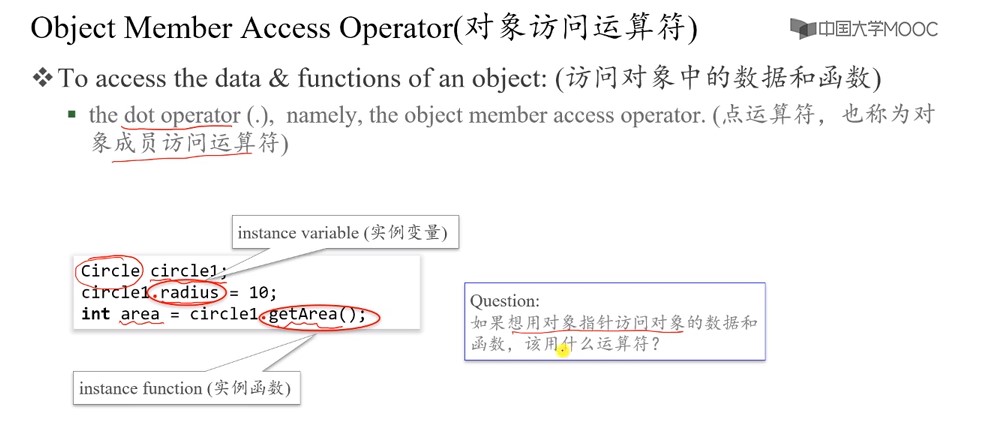 Object Member Access Operator(对象访问运算符)
中国大学MOOC
❖To access the data & functions of an object: (访问对象中的数据和函数)
▪ the dot operator (.), namely, the object member access operator. (点运算符，也称为对
象成员访问运算符)
instance variable (实例变量)
Circle circle1;
circle1.radius = 10;
int area = circle1.getArea();
Question:
如果想用对象指针访问对象的数据和
函数，该用什么运算符？
instance function (实例函数)